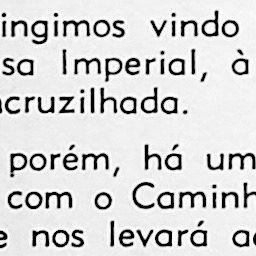 ingimos vindo
sa Imperial, à
ncruzilhada.
porém, há um
com o Caminh
e nos levará a